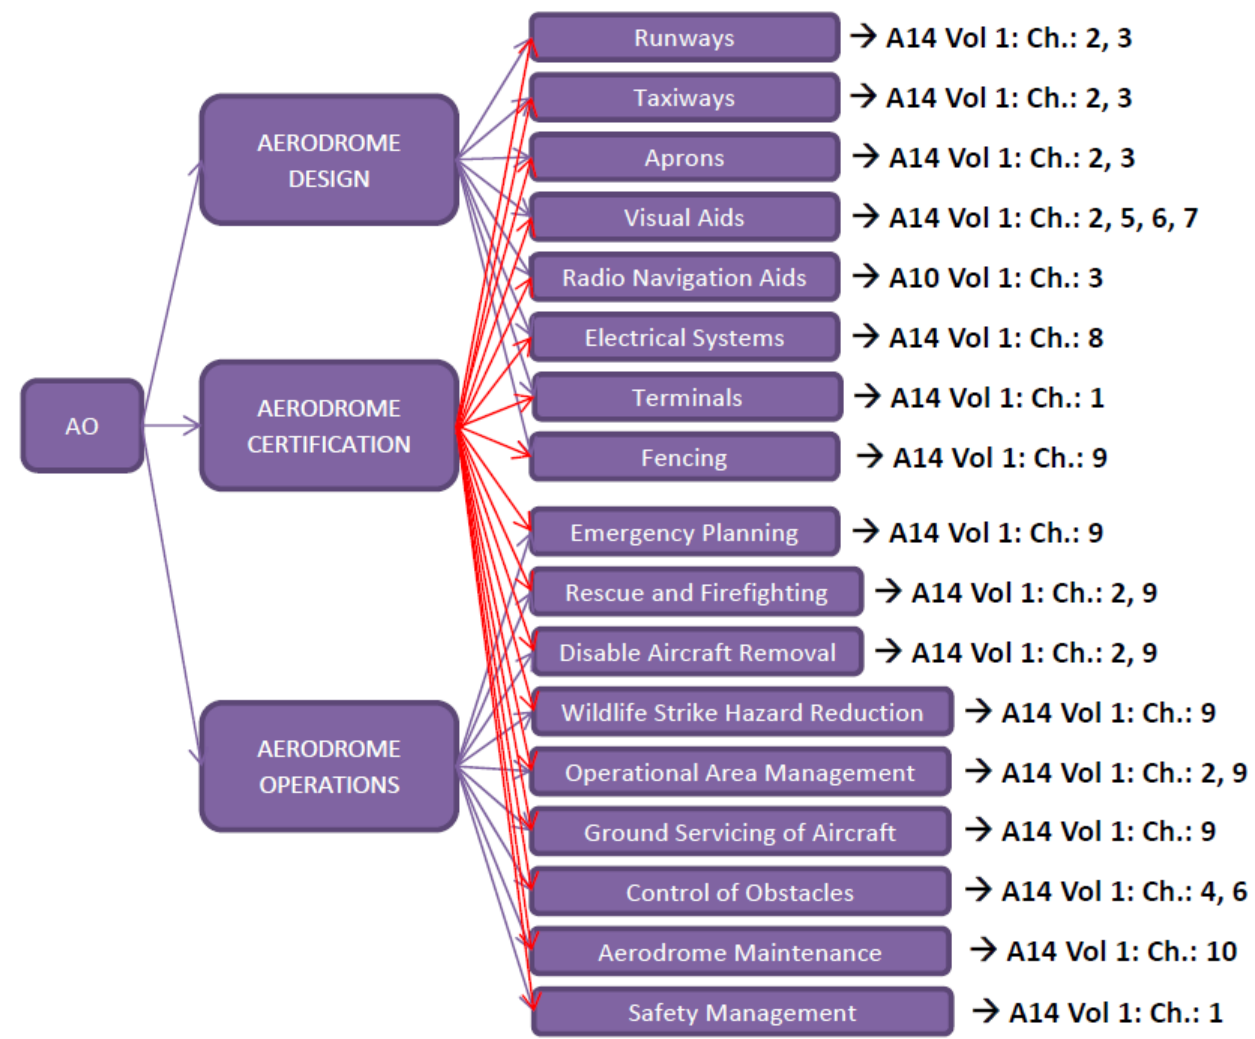 AO
AERODROME
DESIGN
AERODROME
CERTIFICATION
AERODROME
OPERATIONS
Runways → A14 Vol 1: Ch.: 2, 3
Taxiways → A14 Vol 1: Ch.: 2, 3
Aprons → A14 Vol 1: Ch.: 2, 3
Visual Aids → A14 Vol 1: Ch.: 2, 5, 6, 7
Radio Navigation Aids → A10 Vol 1: Ch.: 3
Electrical Systems → A14 Vol 1: Ch.: 8
Terminals → A14 Vol 1: Ch.: 1
Fencing → A14 Vol 1: Ch.: 9
Emergency Planning → A14 Vol 1: Ch.: 9
Rescue and Firefighting → A14 Vol 1: Ch.: 2, 9
Disable Aircraft Removal → A14 Vol 1: Ch.: 2, 9
Wildlife Strike Hazard Reduction → A14 Vol 1: Ch.: 9
Operational Area Management → A14 Vol 1: Ch.: 2, 9
Ground Servicing of Aircraft → A14 Vol 1: Ch.: 9
Control of Obstacles → A14 Vol 1: Ch.: 4, 6
Aerodrome Maintenance → A14 Vol 1: Ch.: 10
Safety Management → A14 Vol 1: Ch.: 1